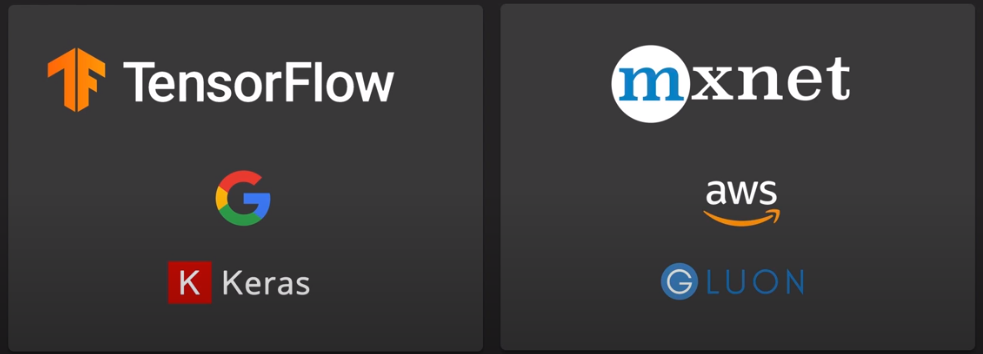 TensorFlow
G
K Keras
mxnet
aws
GLUON